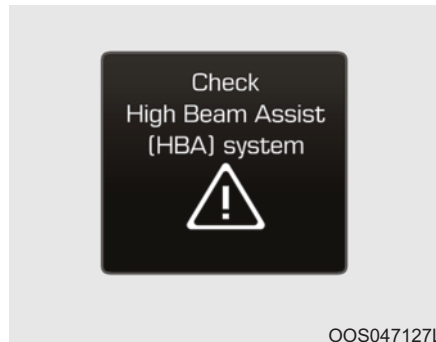 Check
High Beam Assist
(HBA) system
!
OOS047127L